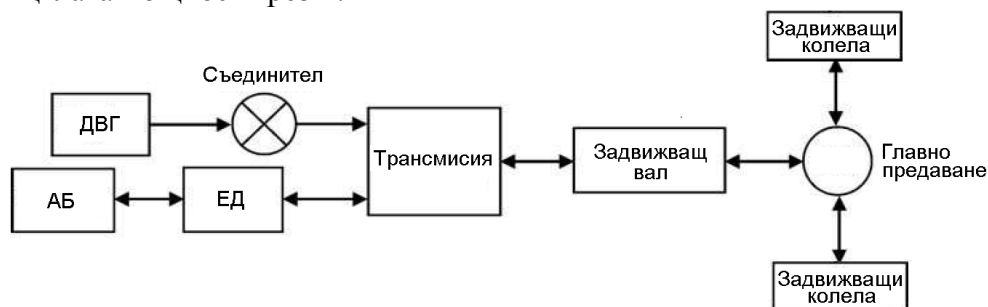 Задвижващи
колела
Съединител
ДВГ
Трансмисия
Задвижващ
вал
Главно
предаване
АБ
ЕД
Задвижващи
колела